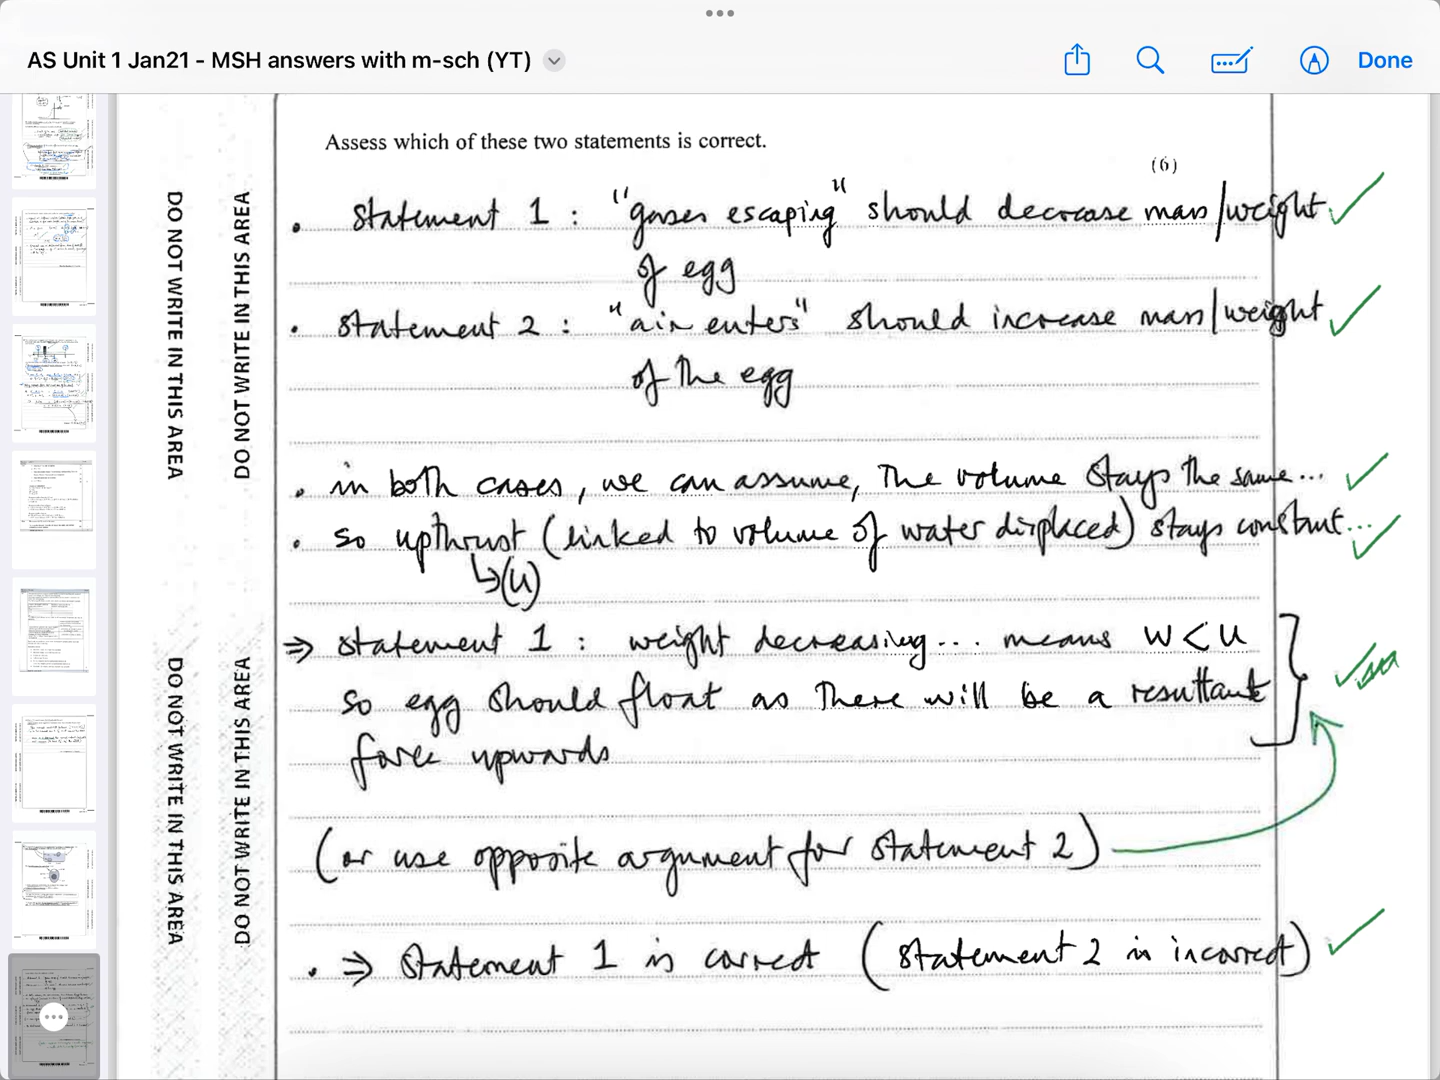 AS Unit 1 Jan21 - MSH answers with m-sch (YT)
Done
Assess which of these two statements is correct.
(6)
• statement 1 : "gases escaping" should decrease mass/weight
of egg
• statement 2 : "air enters" should increase mass/weight
of the egg
• in both cases, we can assume, the volume stays the same...
• so upthrust (linked to volume of water displaced) stays constant...
↳(U)
⇒ statement 1 : weight decreasing... means W < U
so egg should float as there will be a resultant
force upwards
(or use opposite argument for statement 2)
• ⇒ statement 1 is correct (statement 2 is incorrect)
DO NOT WRITE IN THIS AREA
DO NOT WRITE IN THIS AREA
DO NOT WRITE IN THIS AREA
DO NOT WRITE IN THIS AREA